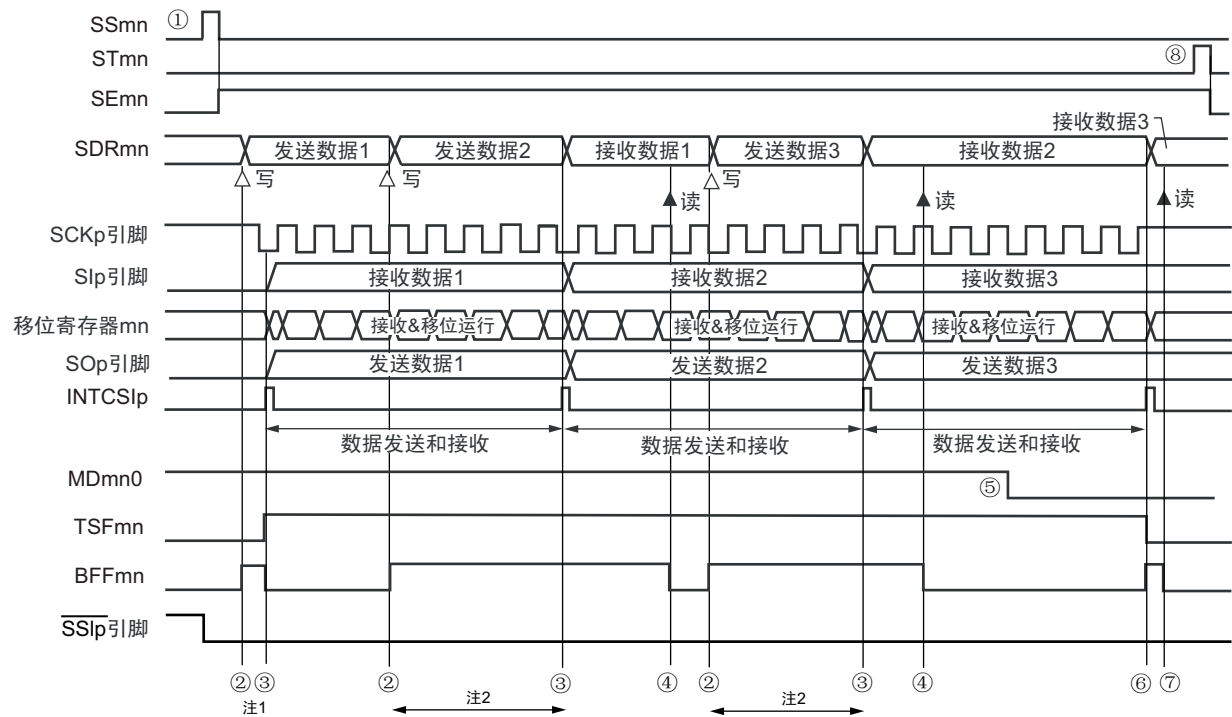 SSmn ①
STmn ⑧
SEmn
接收数据3
SDRmn 发送数据1 发送数据2 接收数据1 发送数据3 接收数据2
写 写 读 写 读 读
SCKp引脚
SIp引脚 接收数据1 接收数据2 接收数据3
移位寄存器mn 接收&移位运行 接收&移位运行 接收&移位运行
SOp引脚 发送数据1 发送数据2 发送数据3
INTCSIp
数据发送和接收 数据发送和接收 数据发送和接收
MDmn0 ⑤
TSFmn
BFFmn
SSIp引脚
② ③ ② ③ ④ ② ③ ④ ⑥ ⑦
注1 注2 注2